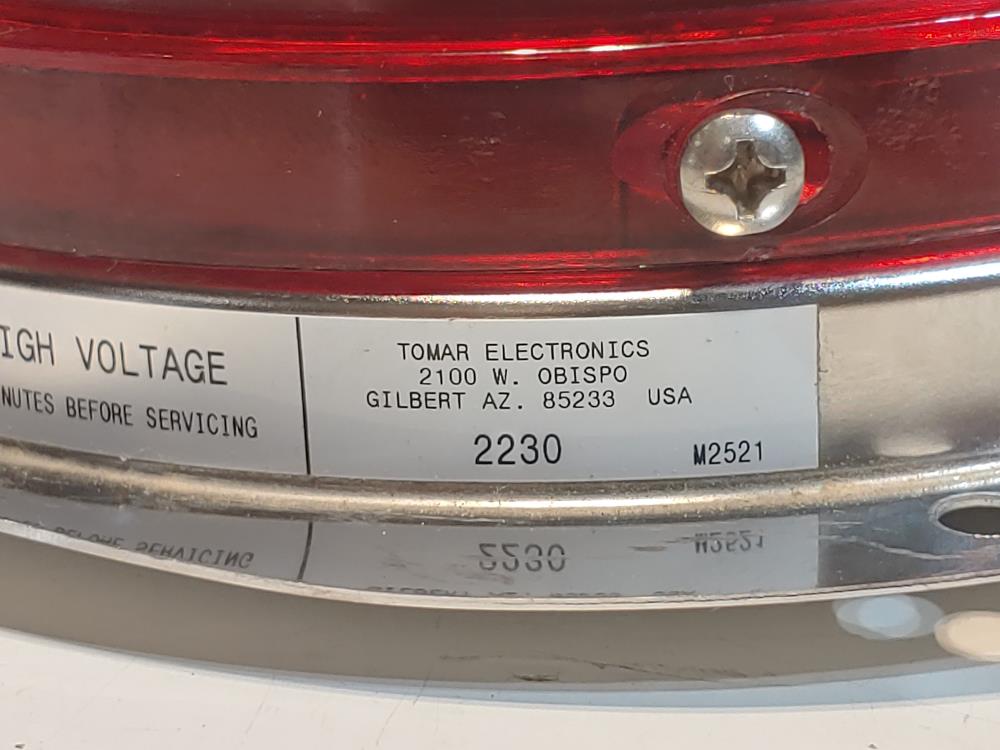 IGH VOLTAGE
NUTES BEFORE SERVICING
TOMAR ELECTRONICS
2100 W. OBISPO
GILBERT AZ. 85233 USA
2230 M2521